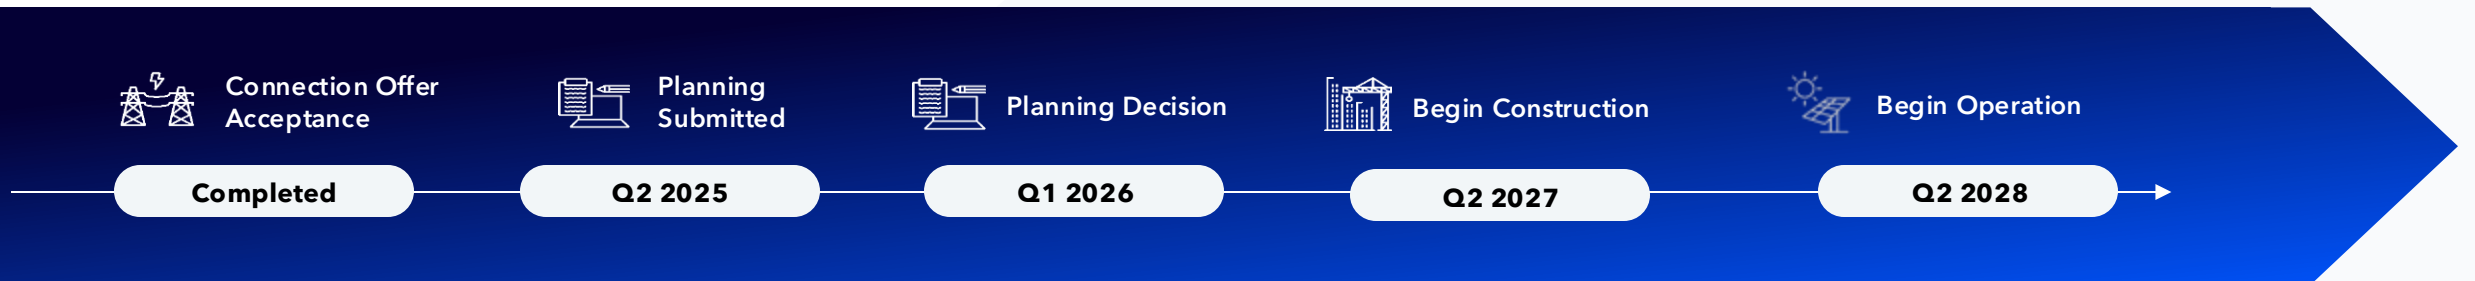 Connection Offer
Acceptance
Completed
Planning
Submitted
Q2 2025
Planning Decision
Q1 2026
Begin Construction
Q2 2027
Begin Operation
Q2 2028